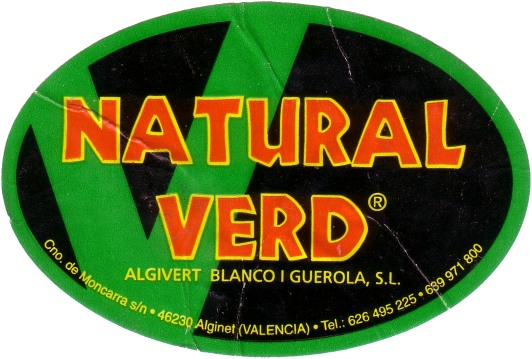 NATURAL
VERD®
ALGIVERT BLANCO I GUEROLA, S.L.
Cno. de Moncarra s/n • 46230 Alginet (VALENCIA) • Tel.: 626 495 225 • 639 971 800